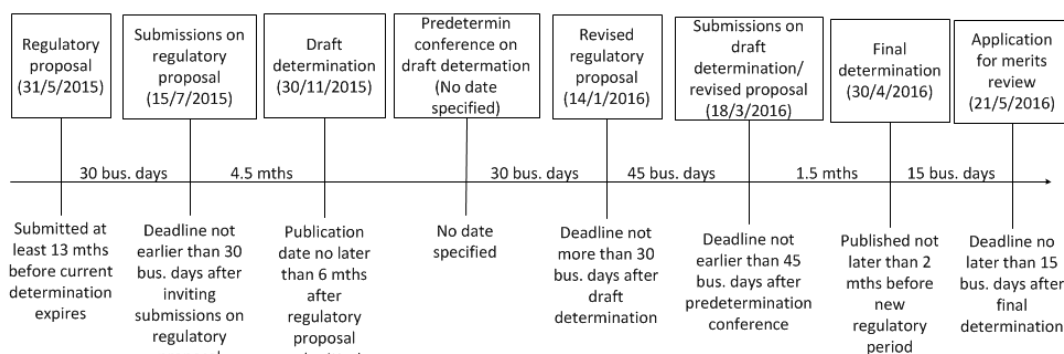 Regulatory
proposal
(31/5/2015)
Submissions on
regulatory
proposal
(15/7/2015)
Draft
determination
(30/11/2015)
Predetermin
conference on
draft determation
(No date
specified)
Revised
regulatory
proposal
(14/1/2016)
Submissions on
draft
determination/
revised proposal
(18/3/2016)
Final
determination
(30/4/2016)
Application
for merits
review
(21/5/2016)
30 bus. days
4.5 mths
30 bus. days
45 bus. days
1.5 mths
15 bus. days
Submitted at
least 13 mths
before current
determination
expires
Deadline not
earlier than 30
bus. days after
inviting
submissions on
regulatory
Publication
date no later
than 6 mths
after
regulatory
proposal
No date
specified
Deadline not
more than 30
bus. days after
draft
determination
Deadline not
earlier than 45
bus. days after
predetermination
conference
Published not
later than 2
mths before
new
regulatory
period
Deadline no
later than 15
bus. days after
final
determination